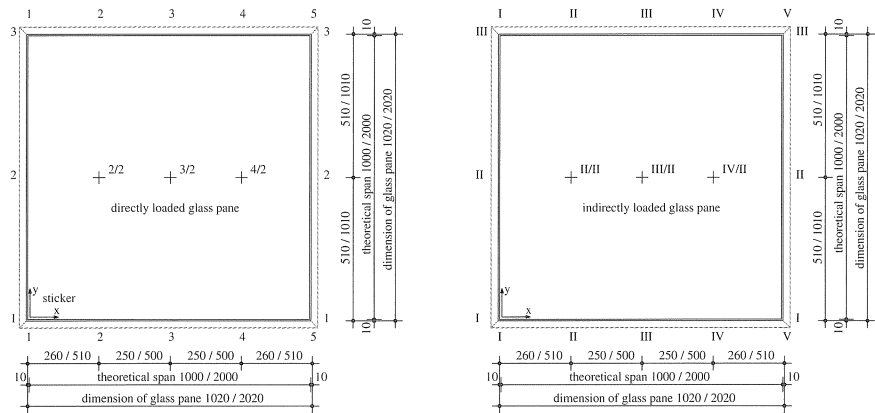 1 2 3 4 5
3 3
10
510 / 1010
theoretical span 1000 / 2000
dimension of glass pane 1020 / 2020
2/2 3/2 4/2
2 2
directly loaded glass pane
510 / 1010
y
sticker
x
1 1
10
1 2 3 4 5
260 / 510 250 / 500 250 / 500 260 / 510
10 theoretical span 1000 / 2000 10
dimension of glass pane 1020 / 2020
I II III IV V
III III
10
510 / 1010
theoretical span 1000 / 2000
dimension of glass pane 1020 / 2020
II/II III/II IV/II
II II
indirectly loaded glass pane
510 / 1010
y
x
I I
10
I II III IV V
260 / 510 250 / 500 250 / 500 260 / 510
10 theoretical span 1000 / 2000 10
dimension of glass pane 1020 / 2020